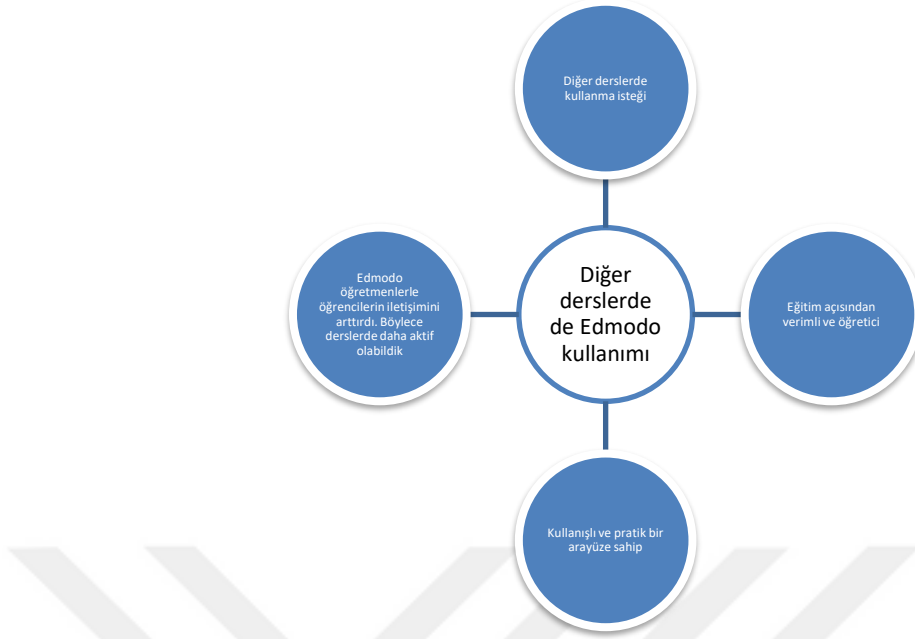 Diğer derslerde
kullanma isteği
Edmodo
öğretmenlerle
öğrencilerin iletişimini
arttırdı. Böylece
derslerde daha aktif
olabildik
Diğer
derslerde
de Edmodo
kullanımı
Eğitim açısından
verimli ve öğretici
Kullanışlı ve pratik bir
arayüze sahip